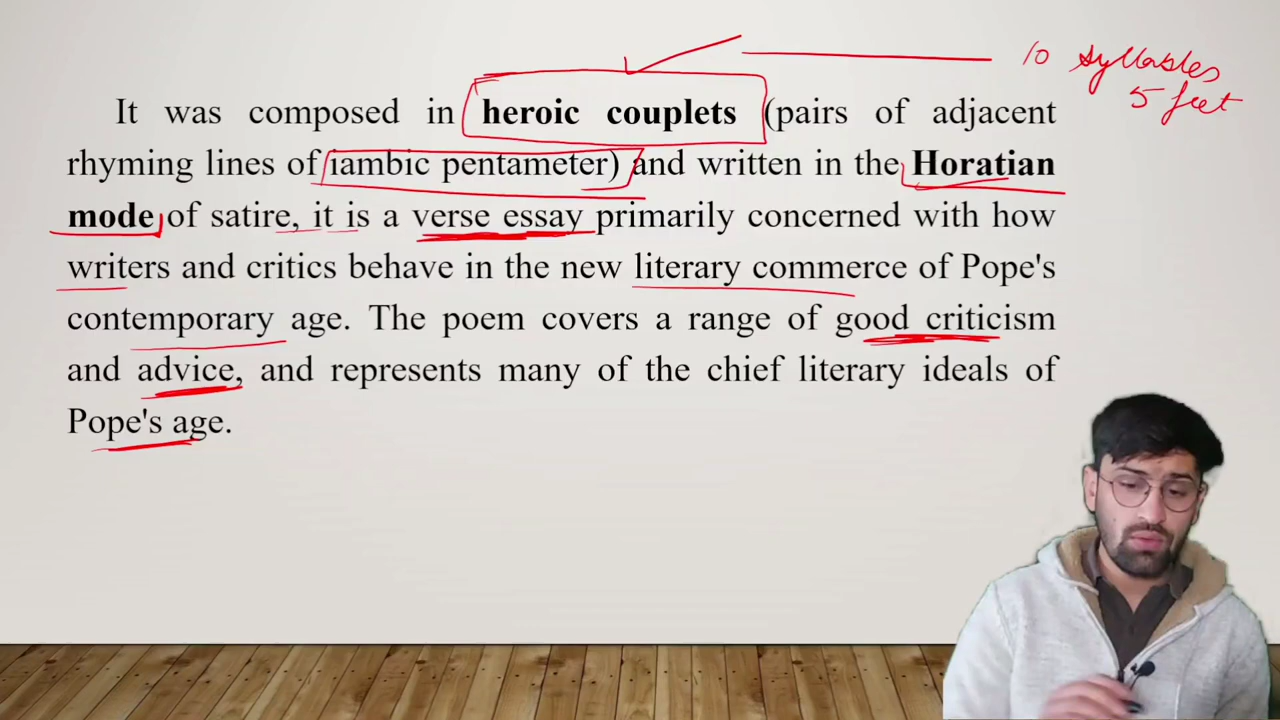 10 syllables
5 feet
It was composed in heroic couplets (pairs of adjacent
rhyming lines of iambic pentameter) and written in the Horatian
mode of satire, it is a verse essay primarily concerned with how
writers and critics behave in the new literary commerce of Pope's
contemporary age. The poem covers a range of good criticism
and advice, and represents many of the chief literary ideals of
Pope's age.